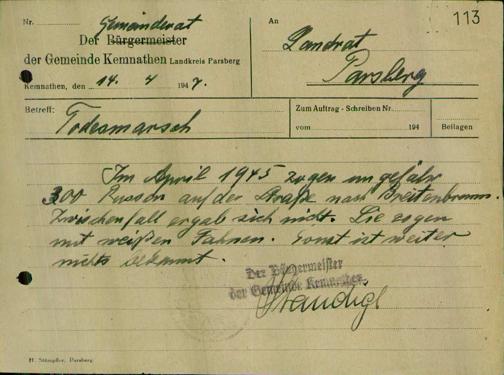 Nr. Gemeinderat
An
113
Der Bürgermeister
der Gemeinde Kemnathen Landkreis Parsberg
Landrat
Parsberg
Kemnathen, den 14. 4 1947.
Betreff:
Todesmarsch
Zum Auftrag - Schreiben Nr.
vom 194
Beilagen
Im April 1945 zogen ungefähr
300 Russen auf der Straße nach Breitenbrunn.
Zwischenfall ergab sich nicht. Sie zogen
mit weißen Fahnen. Sonst ist weiter
nichts bekannt.
Der Bürgermeister
der Gemeinde Kemnathen
H. Stümpfler, Parsberg